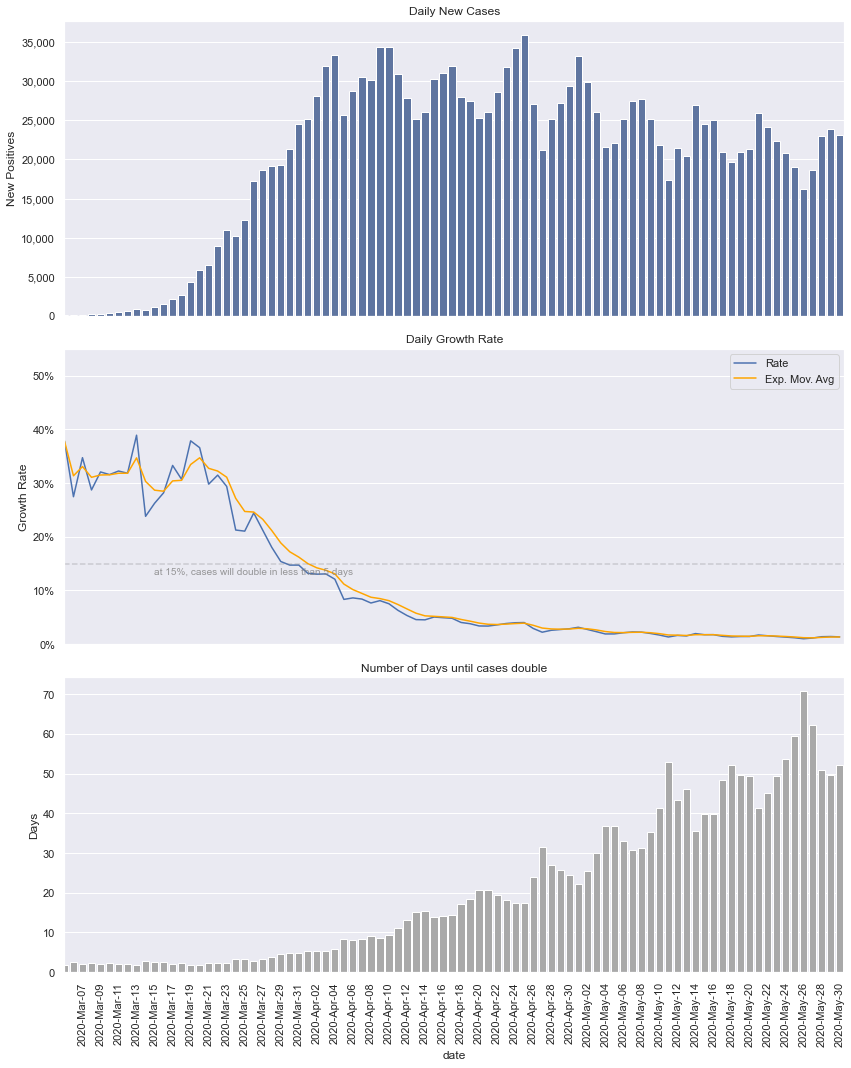 Daily New Cases
35,000
30,000
25,000
20,000
15,000
10,000
5,000
0
New Positives
Daily Growth Rate
50%
40%
30%
20%
10%
0%
Growth Rate
Rate
Exp. Mov. Avg
at 15%, cases will double in less than 5 days
Number of Days until cases double
70
60
50
40
30
20
10
0
Days
2020-Mar-07
2020-Mar-09
2020-Mar-11
2020-Mar-13
2020-Mar-15
2020-Mar-17
2020-Mar-19
2020-Mar-21
2020-Mar-23
2020-Mar-25
2020-Mar-27
2020-Mar-29
2020-Mar-31
2020-Apr-02
2020-Apr-04
2020-Apr-06
2020-Apr-08
2020-Apr-10
2020-Apr-12
2020-Apr-14
2020-Apr-16
2020-Apr-18
2020-Apr-20
2020-Apr-22
2020-Apr-24
2020-Apr-26
2020-Apr-28
2020-Apr-30
2020-May-02
2020-May-04
2020-May-06
2020-May-08
2020-May-10
2020-May-12
2020-May-14
2020-May-16
2020-May-18
2020-May-20
2020-May-22
2020-May-24
2020-May-26
2020-May-28
2020-May-30
date